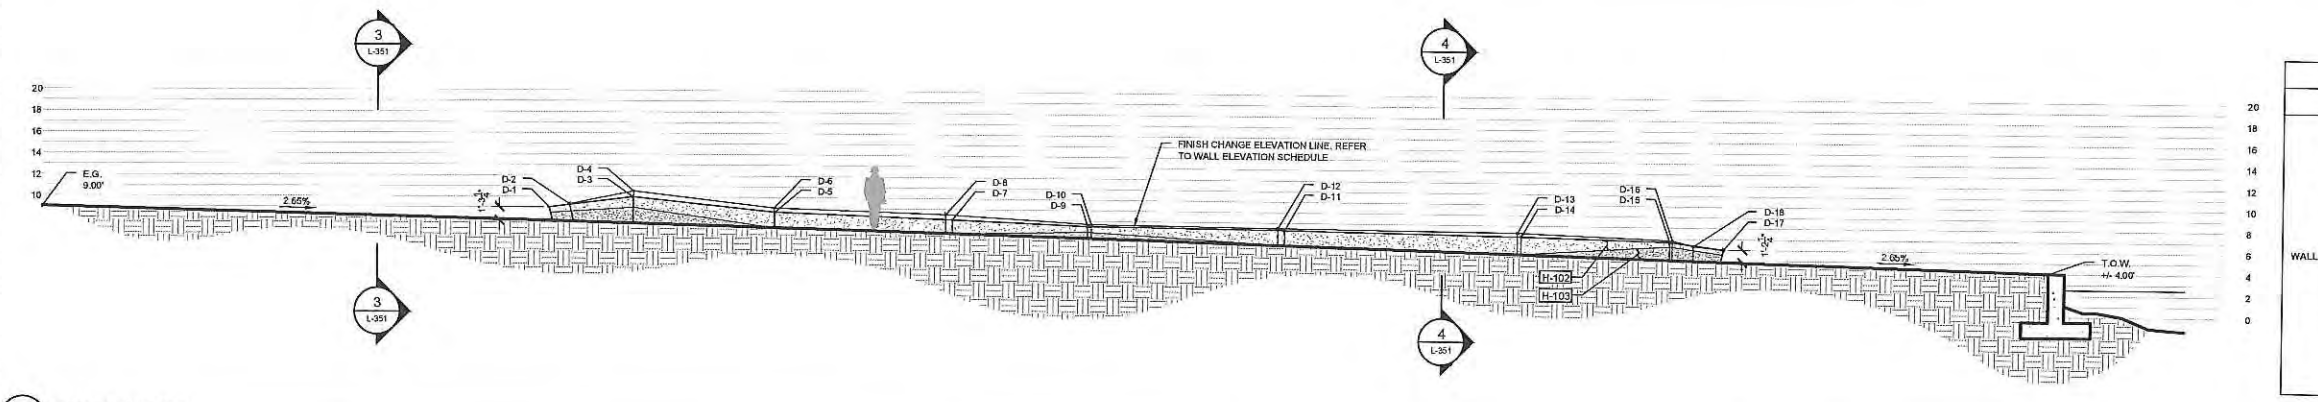 3
L-351
4
L-351
20
18
16
14
12
10
E.G.
9.00'
2.65%
D-2
D-1
D-4
D-3
D-6
D-5
D-8
D-7
D-10
D-9
FINISH CHANGE ELEVATION LINE, REFER
TO WALL ELEVATION SCHEDULE
D-12
D-11
D-13
D-14
D-16
D-15
D-18
D-17
H-102
H-103
2.65%
T.O.W.
+/- 4.00'
20
18
16
14
12
10
8
6
4
2
0
WALL
3
L-351
4
L-351